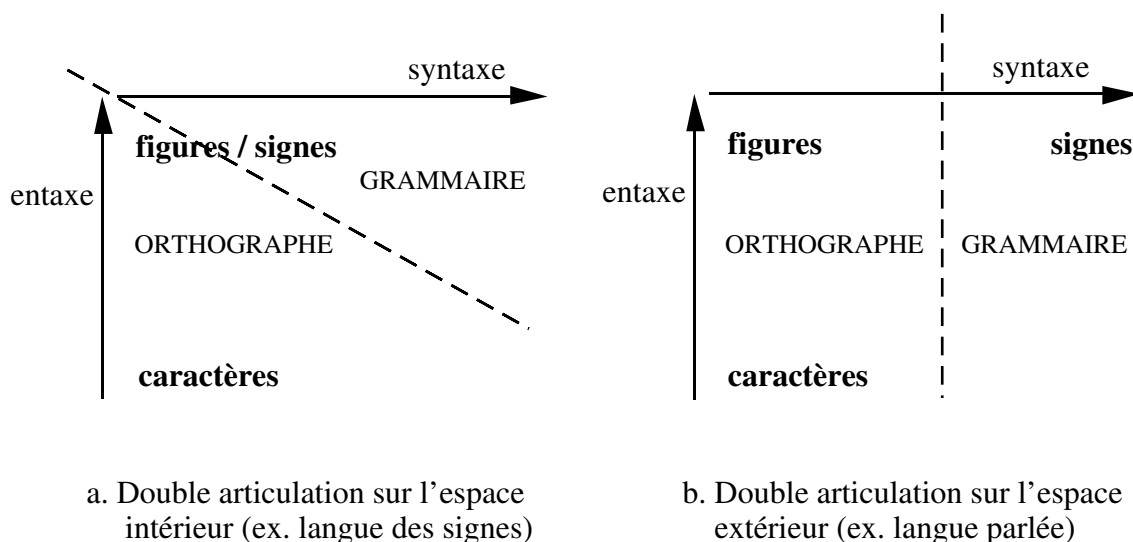 syntaxe
figures / signes
GRAMMAIRE
entaxe
ORTHOGRAPHE
caractères
a. Double articulation sur l’espace
intérieur (ex. langue des signes)
syntaxe
figures
signes
entaxe
ORTHOGRAPHE
GRAMMAIRE
caractères
b. Double articulation sur l’espace
extérieur (ex. langue parlée)